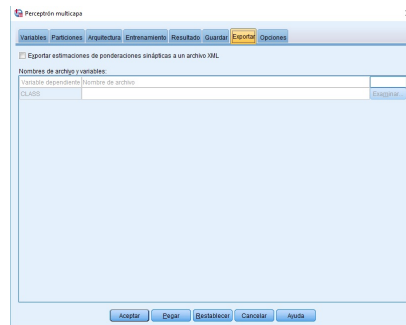 Perceptrón multicapa
Variables Particiones Arquitectura Entrenamiento Resultado Guardar Exportar Opciones
Exportar estimaciones de ponderaciones sinápticas a un archivo XML
Nombres de archivo y variables:
Variable dependiente Nombre de archivo
CLASS Examinar...
Aceptar Pegar Restablecer Cancelar Ayuda